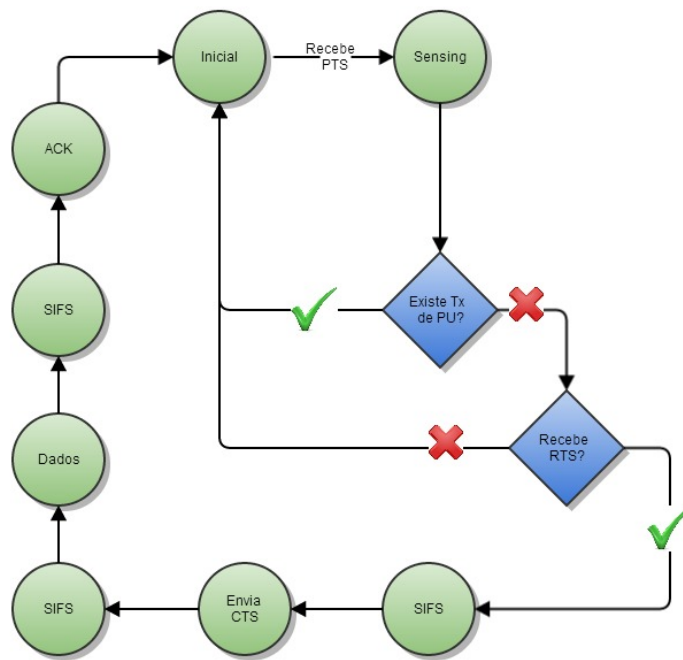 Inicial
Recebe
PTS
Sensing
ACK
Existe Tx
de PU?
SIFS
Recebe
RTS?
Dados
SIFS
Envia
CTS
SIFS